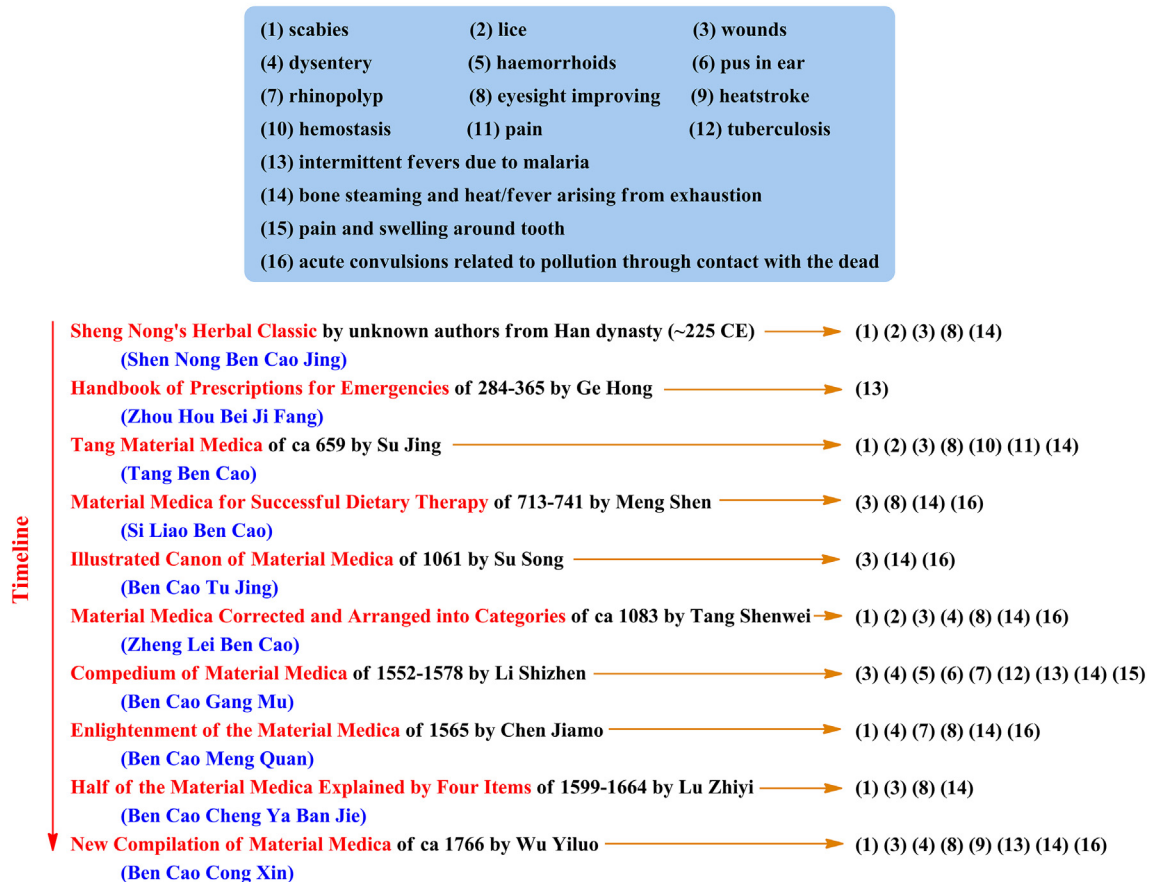 (1) scabies (2) lice (3) wounds
(4) dysentery (5) haemorrhoids (6) pus in ear
(7) rhinopolyp (8) eyesight improving (9) heatstroke
(10) hemostasis (11) pain (12) tuberculosis
(13) intermittent fevers due to malaria
(14) bone steaming and heat/fever arising from exhaustion
(15) pain and swelling around tooth
(16) acute convulsions related to pollution through contact with the dead
Timeline
Sheng Nong's Herbal Classic by unknown authors from Han dynasty (~225 CE) (1) (2) (3) (8) (14)
(Shen Nong Ben Cao Jing)
Handbook of Prescriptions for Emergencies of 284-365 by Ge Hong (13)
(Zhou Hou Bei Ji Fang)
Tang Material Medica of ca 659 by Su Jing (1) (2) (3) (8) (10) (11) (14)
(Tang Ben Cao)
Material Medica for Successful Dietary Therapy of 713-741 by Meng Shen (3) (8) (14) (16)
(Si Liao Ben Cao)
Illustrated Canon of Material Medica of 1061 by Su Song (3) (14) (16)
(Ben Cao Tu Jing)
Material Medica Corrected and Arranged into Categories of ca 1083 by Tang Shenwei (1) (2) (3) (4) (8) (14) (16)
(Zheng Lei Ben Cao)
Compedium of Material Medica of 1552-1578 by Li Shizhen (3) (4) (5) (6) (7) (12) (13) (14) (15)
(Ben Cao Gang Mu)
Enlightenment of the Material Medica of 1565 by Chen Jiamo (1) (4) (7) (8) (14) (16)
(Ben Cao Meng Quan)
Half of the Material Medica Explained by Four Items of 1599-1664 by Lu Zhiyi (1) (3) (8) (14)
(Ben Cao Cheng Ya Ban Jie)
New Compilation of Material Medica of ca 1766 by Wu Yiluo (1) (3) (4) (8) (9) (13) (14) (16)
(Ben Cao Cong Xin)